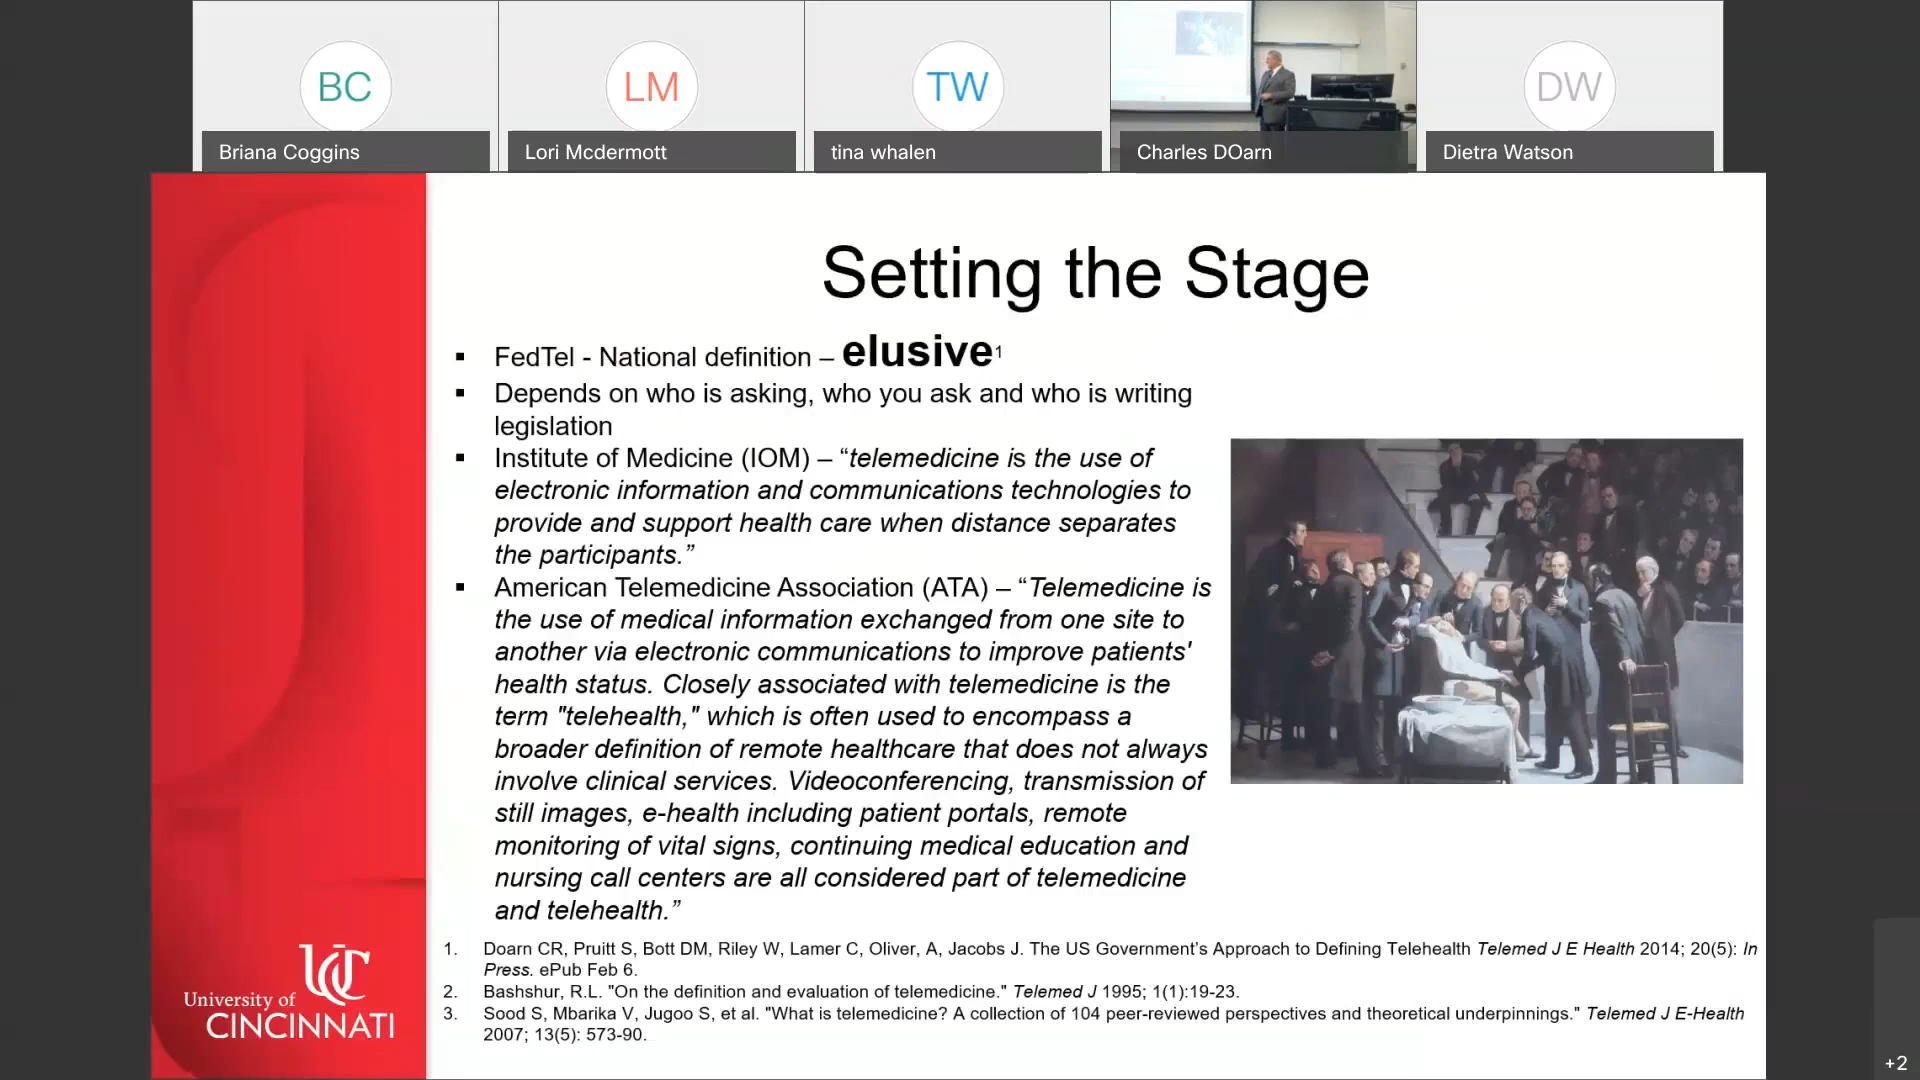 BC
LM
TW
DW
Briana Coggins
Lori Mcdermott
tina whalen
Charles DOarn
Dietra Watson
Setting the Stage
▪ FedTel - National definition – elusive1
▪ Depends on who is asking, who you ask and who is writing
legislation
▪ Institute of Medicine (IOM) – “telemedicine is the use of
electronic information and communications technologies to
provide and support health care when distance separates
the participants.”
▪ American Telemedicine Association (ATA) – “Telemedicine is
the use of medical information exchanged from one site to
another via electronic communications to improve patients'
health status. Closely associated with telemedicine is the
term "telehealth," which is often used to encompass a
broader definition of remote healthcare that does not always
involve clinical services. Videoconferencing, transmission of
still images, e-health including patient portals, remote
monitoring of vital signs, continuing medical education and
nursing call centers are all considered part of telemedicine
and telehealth.”
1. Doarn CR, Pruitt S, Bott DM, Riley W, Lamer C, Oliver, A, Jacobs J. The US Government’s Approach to Defining Telehealth Telemed J E Health 2014; 20(5): In
Press. ePub Feb 6.
2. Bashshur, R.L. "On the definition and evaluation of telemedicine." Telemed J 1995; 1(1):19-23.
3. Sood S, Mbarika V, Jugoo S, et al. "What is telemedicine? A collection of 104 peer-reviewed perspectives and theoretical underpinnings." Telemed J E-Health
2007; 13(5): 573-90.
UC
University of
CINCINNATI
+2